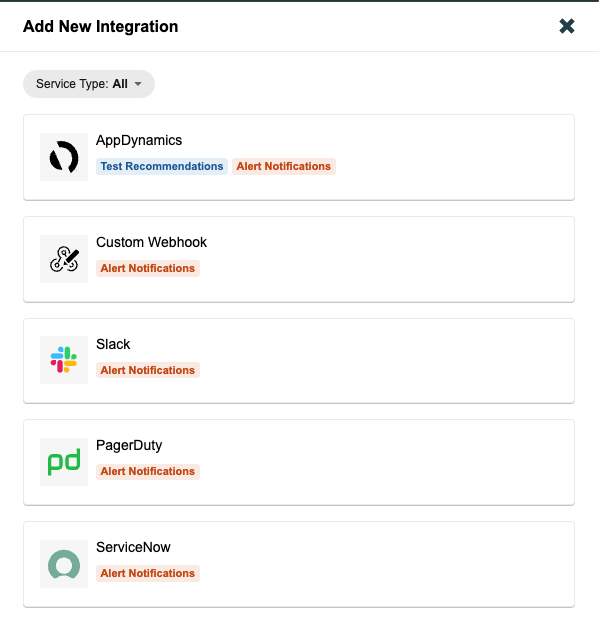 Add New Integration
Service Type: All
AppDynamics
Test Recommendations Alert Notifications
Custom Webhook
Alert Notifications
Slack
Alert Notifications
pd
PagerDuty
Alert Notifications
ServiceNow
Alert Notifications